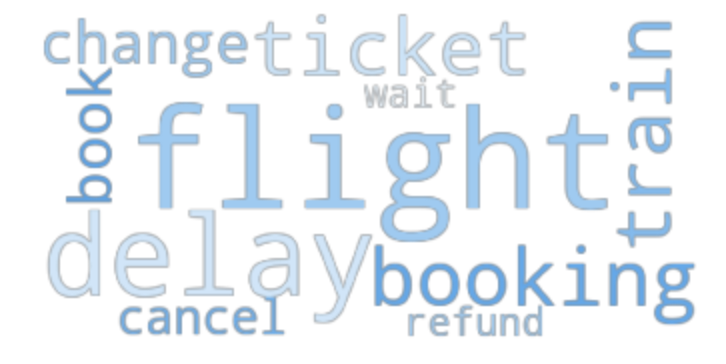 change ticket
wait
book
flight
train
delay
booking
cancel
refund